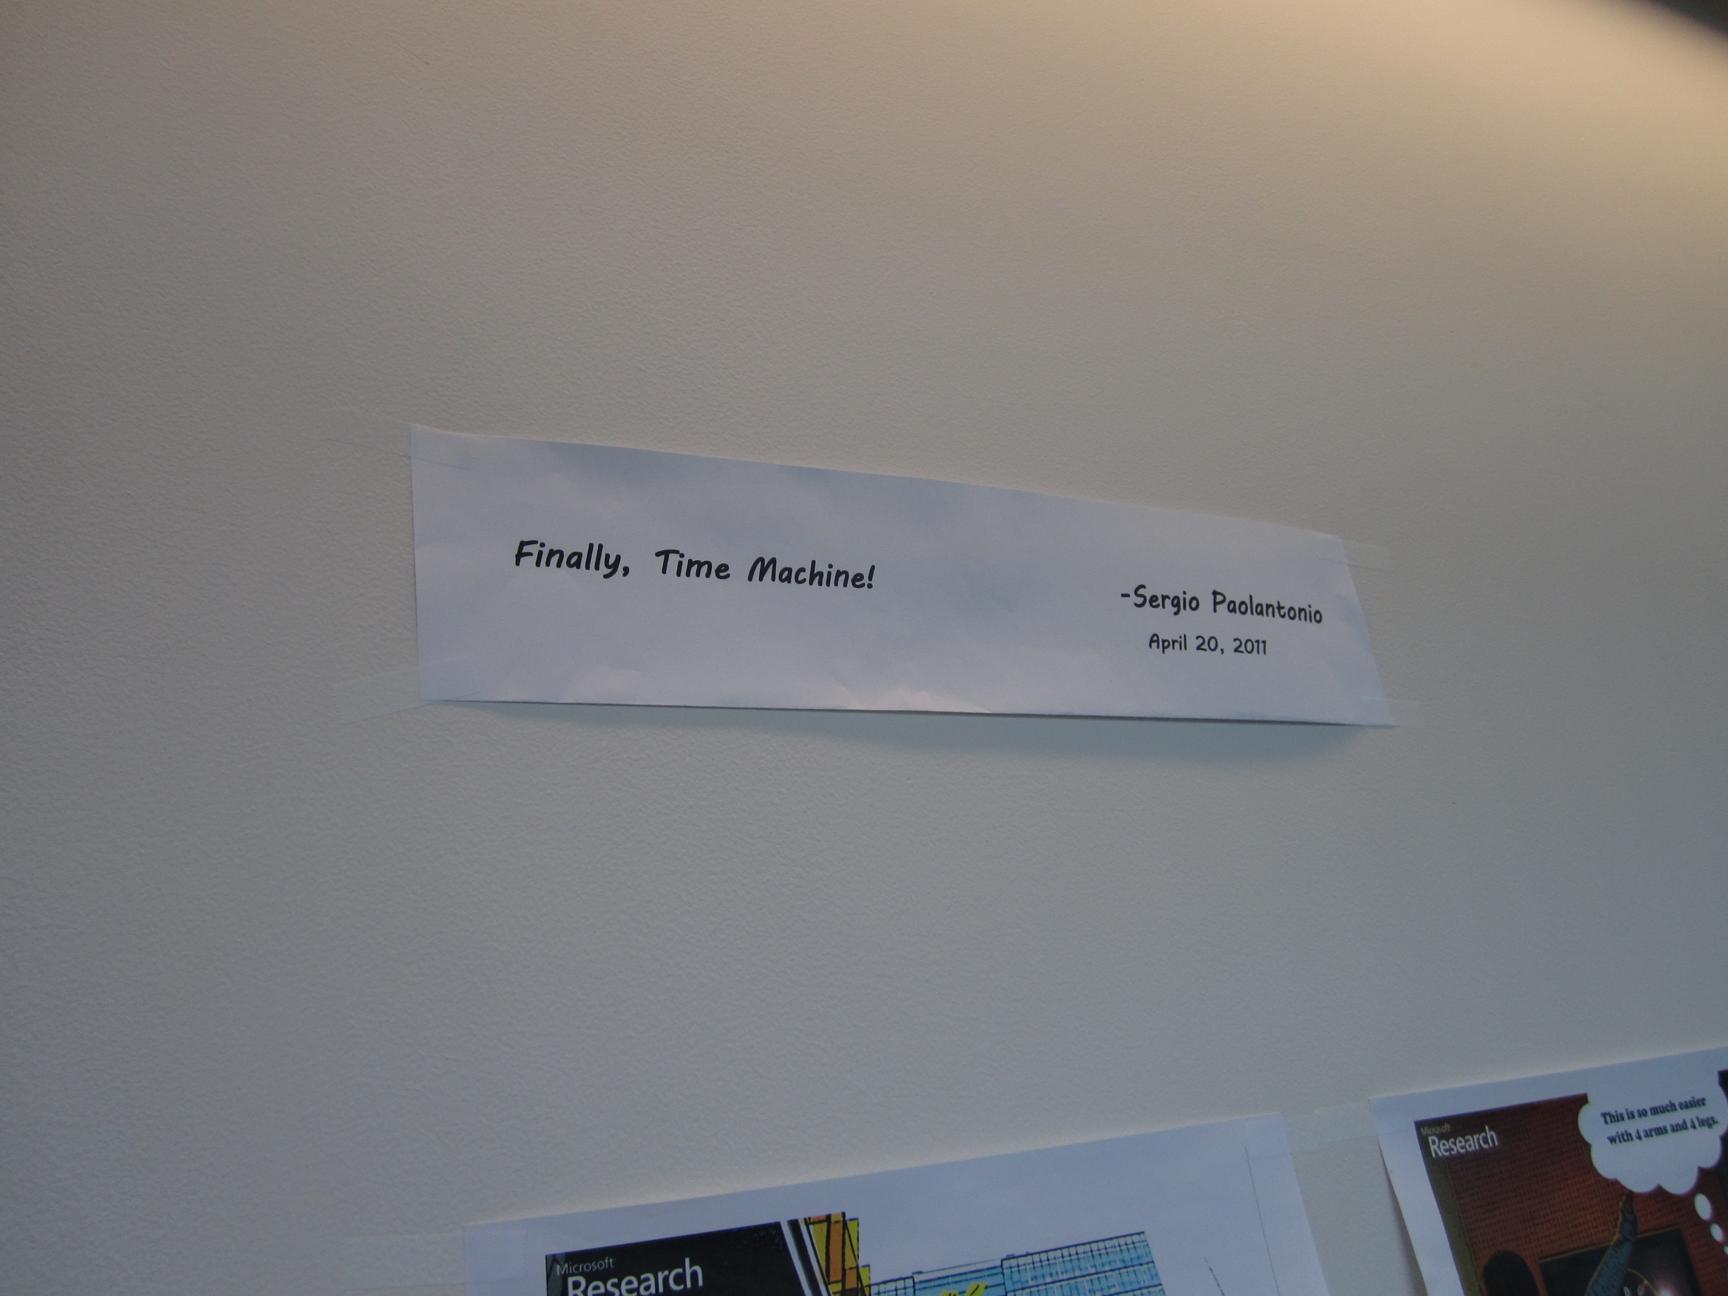 Finally, Time Machine!
-Sergio Paolantonio
April 20, 2011
Microsoft
Research
This is so much easier
with 4 arms and 4 legs.
Microsoft
Research